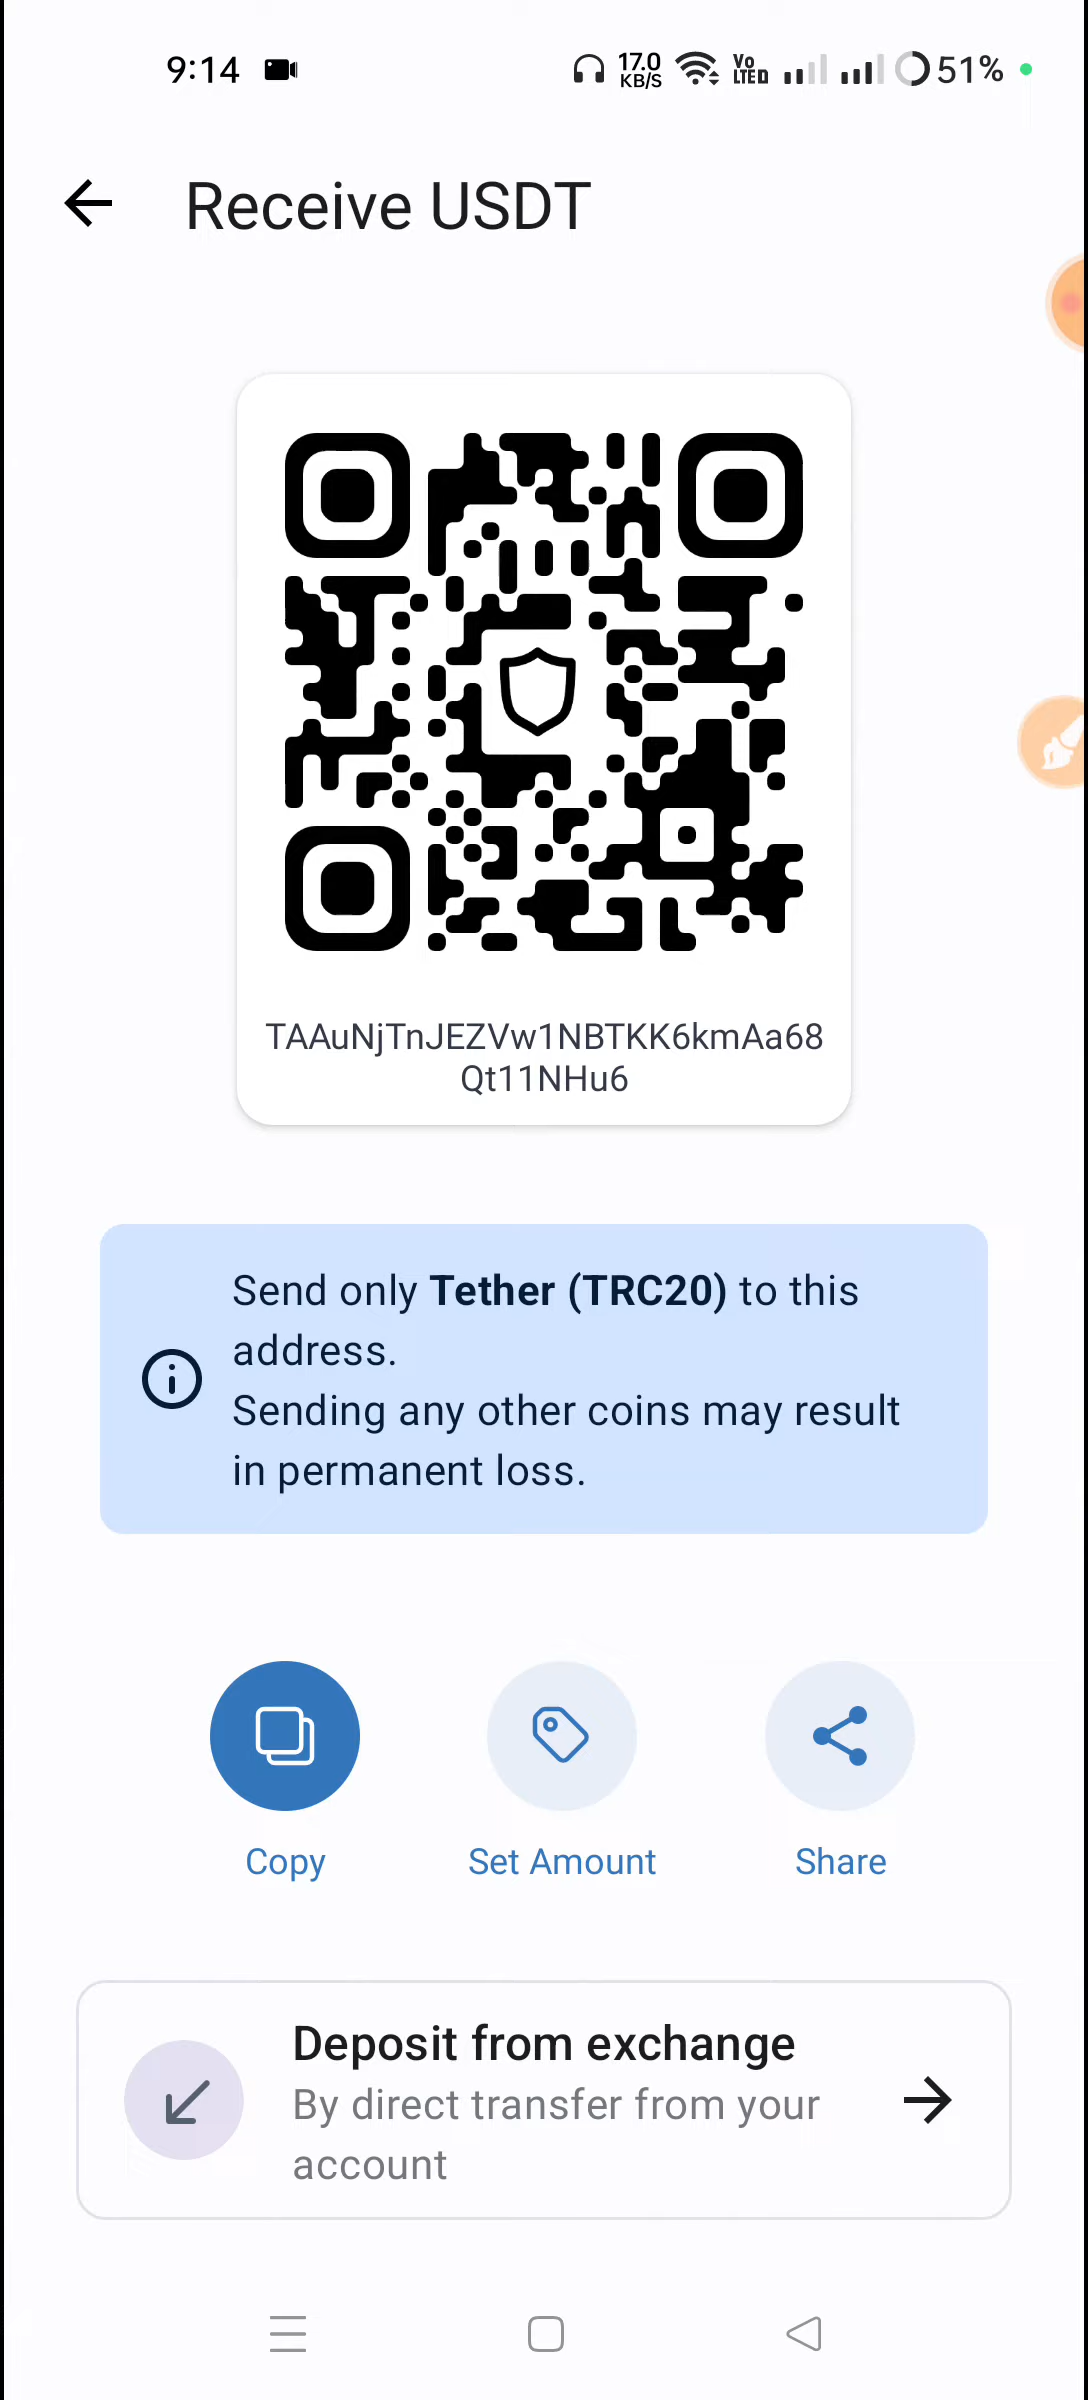 9:14
17.0
KB/S
Vo
LTED
51%
Receive USDT
TAAuNjTnJEZVw1NBTKK6kmAa68
Qt11NHu6
Send only Tether (TRC20) to this
address.
Sending any other coins may result
in permanent loss.
Copy
Set Amount
Share
Deposit from exchange
By direct transfer from your
account